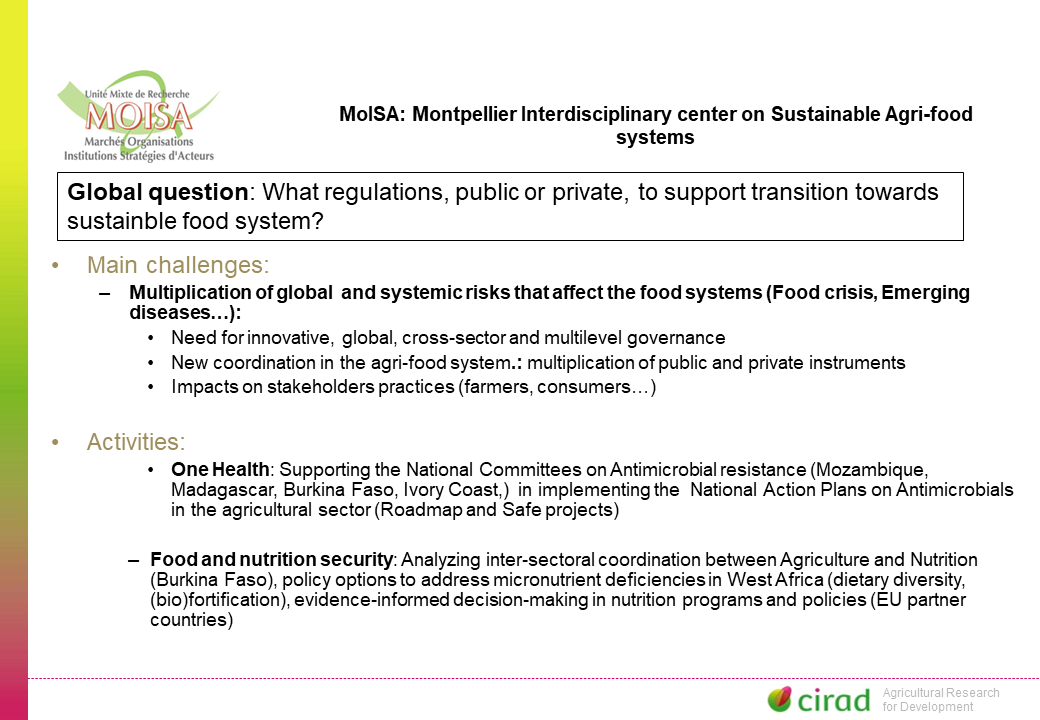 Unité Mixte de Recherche
MOISA
Marchés Organisations
Institutions Stratégies d'Acteurs
MoISA: Montpellier Interdisciplinary center on Sustainable Agri-food
systems
Global question: What regulations, public or private, to support transition towards
sustainble food system?
• Main challenges:
– Multiplication of global and systemic risks that affect the food systems (Food crisis, Emerging
diseases…):
• Need for innovative, global, cross-sector and multilevel governance
• New coordination in the agri-food system.: multiplication of public and private instruments
• Impacts on stakeholders practices (farmers, consumers…)
• Activities:
• One Health: Supporting the National Committees on Antimicrobial resistance (Mozambique,
Madagascar, Burkina Faso, Ivory Coast,) in implementing the National Action Plans on Antimicrobials
in the agricultural sector (Roadmap and Safe projects)
– Food and nutrition security: Analyzing inter-sectoral coordination between Agriculture and Nutrition
(Burkina Faso), policy options to address micronutrient deficiencies in West Africa (dietary diversity,
(bio)fortification), evidence-informed decision-making in nutrition programs and policies (EU partner
countries)
cirad
Agricultural Research
for Development